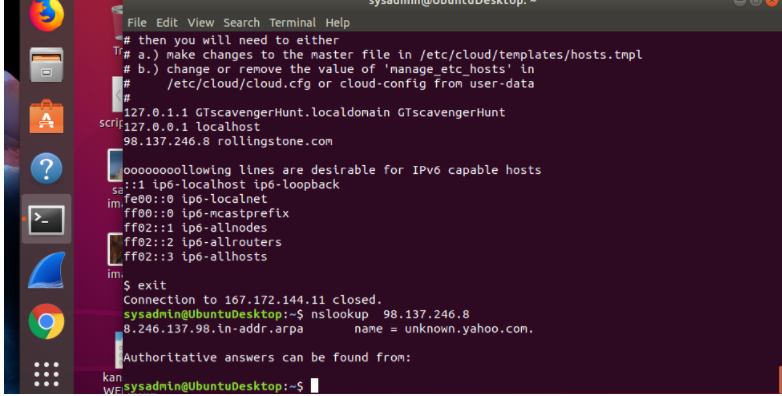 sysadmin@UbuntuDesktop: ~
File Edit View Search Terminal Help
# then you will need to either
# a.) make changes to the master file in /etc/cloud/templates/hosts.tmpl
# b.) change or remove the value of 'manage_etc_hosts' in
#     /etc/cloud/cloud.cfg or cloud-config from user-data
#
127.0.1.1 GTscavengerHunt.localdomain GTscavengerHunt
127.0.0.1 localhost
98.137.246.8 rollingstone.com
oooooooollowing lines are desirable for IPv6 capable hosts
::1 ip6-localhost ip6-loopback
fe00::0 ip6-localnet
ff00::0 ip6-mcastprefix
ff02::1 ip6-allnodes
ff02::2 ip6-allrouters
ff02::3 ip6-allhosts
$ exit
Connection to 167.172.144.11 closed.
sysadmin@UbuntuDesktop:~$ nslookup  98.137.246.8
8.246.137.98.in-addr.arpa       name = unknown.yahoo.com.
Authoritative answers can be found from:
sysadmin@UbuntuDesktop:~$
Tr
scrip
sa
im
ima
kan
WE